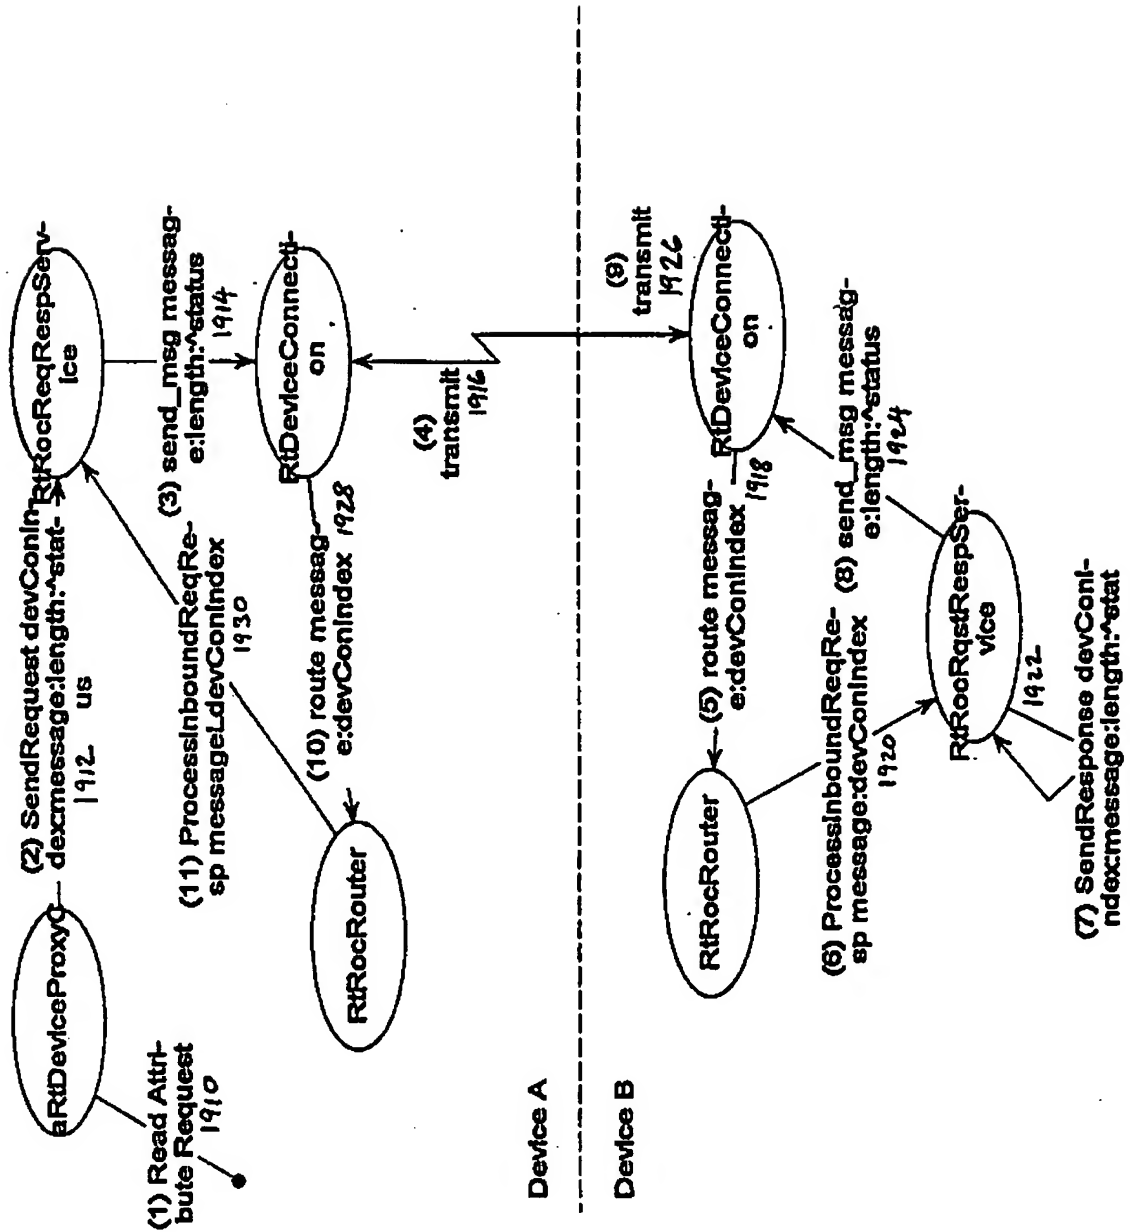 aRtDeviceProxyC
(1) Read Attri-
bute Request
1910
(2) SendRequest devConIn-
dex:message:length:^stat-
us
1912
RtRocReqRespServ-
ice
(3) send_msg messag-
e:length:^status
1914
RtDeviceConnecti-
on
(4)
transmit
1916
(11) ProcessInboundReqRe-
sp messageLdevConIndex
1930
(10) route messag-
e:devConIndex 1928
RtRocRouter
Device A
Device B
(9)
transmit
1926
RtDeviceConnecti-
on
(5) route messag-
e:devConIndex
1918
RtRocRouter
(6) ProcessInboundReqRe-
sp message:devConIndex
1920
(8) send_msg messag-
e:length:^status
1924
RtRocRqstRespSer-
vice
1922
(7) SendResponse devConI-
ndex:message:length:^stat